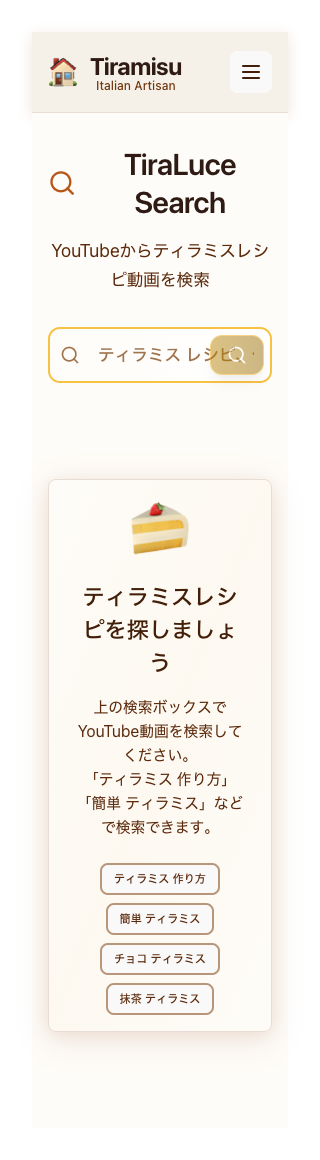 Tiramisu
Italian Artisan
TiraLuce
Search
YouTubeからティラミスレシ
ピ動画を検索
ティラミス レシピ
ティラミスレシ
ピを探しましょ
う
上の検索ボックスで
YouTube動画を検索して
ください。
「ティラミス 作り方」
「簡単 ティラミス」など
で検索できます。
ティラミス 作り方
簡単 ティラミス
チョコ ティラミス
抹茶 ティラミス